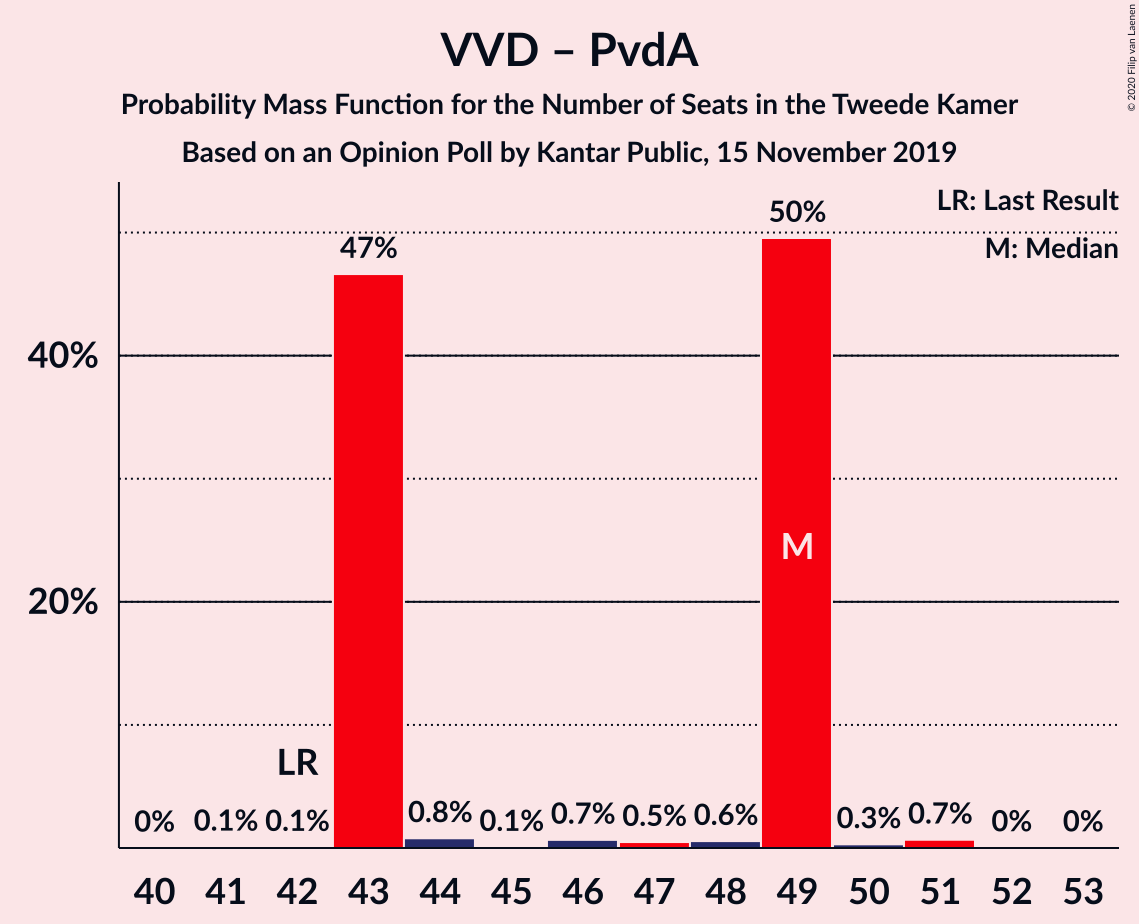 VVD – PvdA
Probability Mass Function for the Number of Seats in the Tweede Kamer
Based on an Opinion Poll by Kantar Public, 15 November 2019
© 2020 Filip van Laenen
LR: Last Result
M: Median
50%
47%
40%
M
20%
LR
0% 0.1% 0.1% 0.8% 0.1% 0.7% 0.5% 0.6% 0.3% 0.7% 0% 0%
40 41 42 43 44 45 46 47 48 49 50 51 52 53